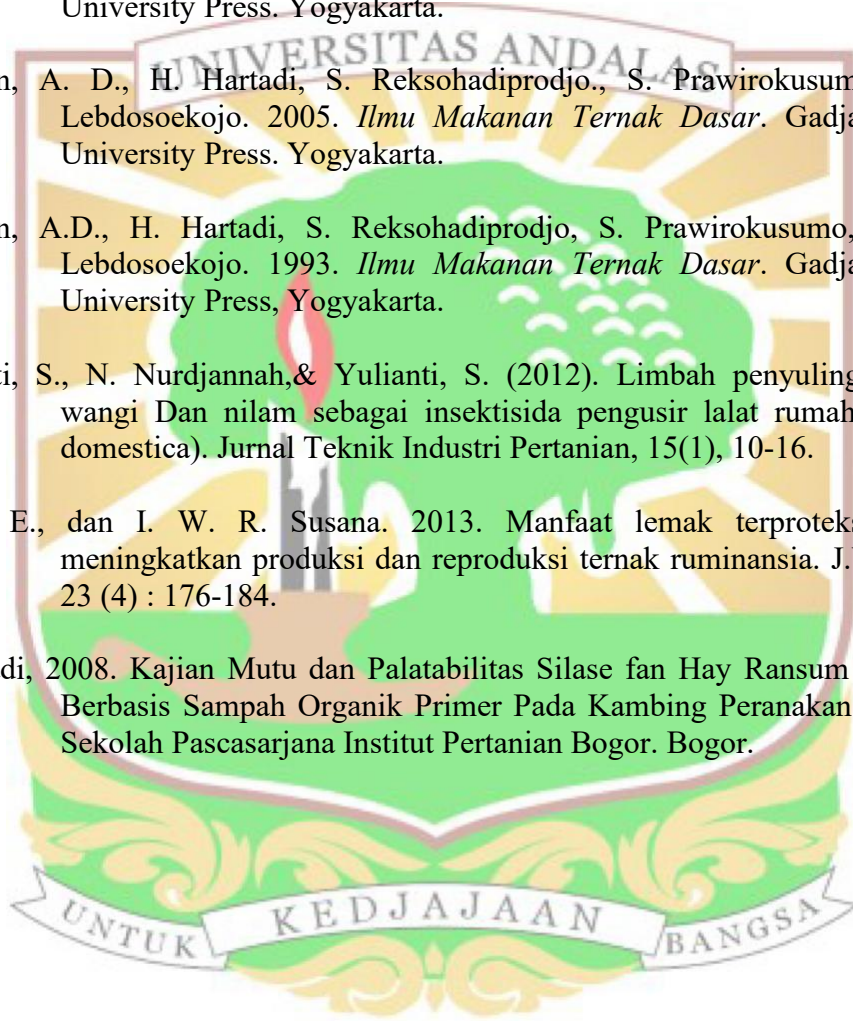 University Press. Yogyakarta.
UNIVERSITAS ANDALAS
n, A. D., H. Hartadi, S. Reksohadiprodjo., S. Prawirokusum
Lebdosoekojo. 2005. Ilmu Makanan Ternak Dasar. Gadja
University Press. Yogyakarta.
n, A.D., H. Hartadi, S. Reksohadiprodjo, S. Prawirokusumo,
Lebdosoekojo. 1993. Ilmu Makanan Ternak Dasar. Gadja
University Press, Yogyakarta.
ti, S., N. Nurdjannah,& Yulianti, S. (2012). Limbah penyuling
wangi Dan nilam sebagai insektisida pengusir lalat rumah
domestica). Jurnal Teknik Industri Pertanian, 15(1), 10-16.
E., dan I. W. R. Susana. 2013. Manfaat lemak terproteks
meningkatkan produksi dan reproduksi ternak ruminansia. J.
23 (4) : 176-184.
di, 2008. Kajian Mutu dan Palatabilitas Silase fan Hay Ransum
Berbasis Sampah Organik Primer Pada Kambing Peranakan
Sekolah Pascasarjana Institut Pertanian Bogor. Bogor.
UNTUK KEDJAJAAN BANGSA